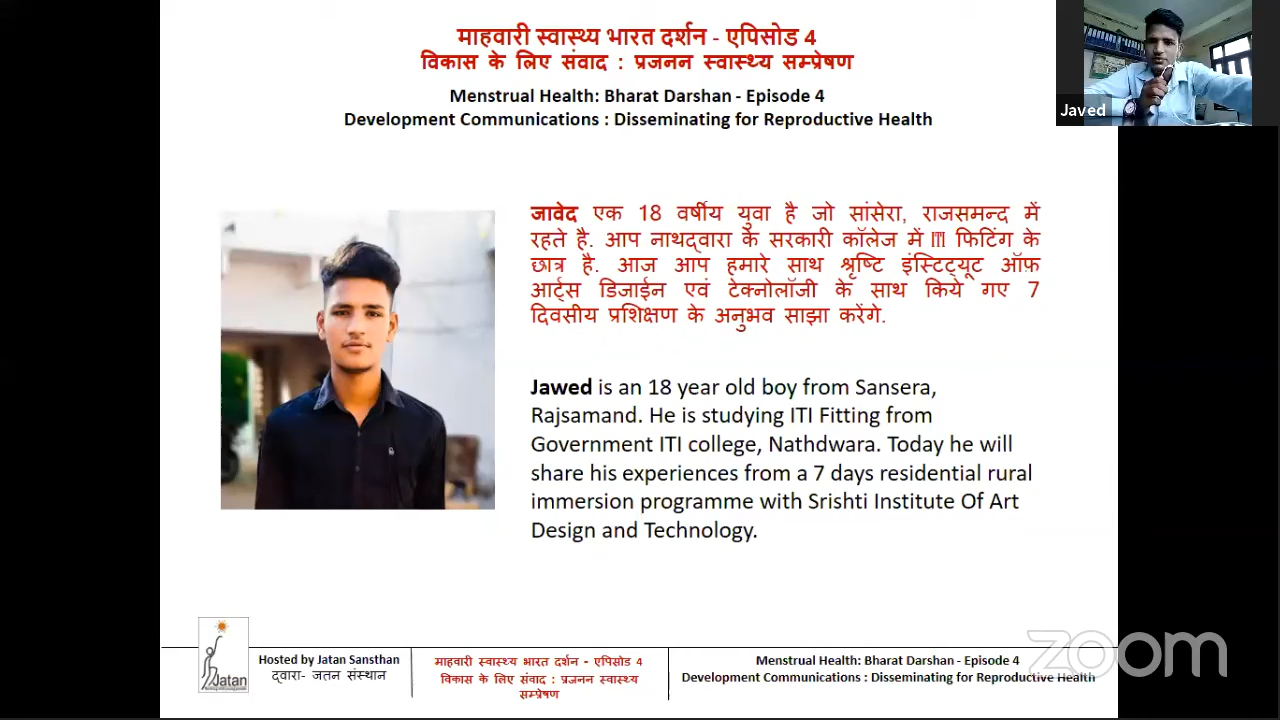 माहवारी स्वास्थ्य भारत दर्शन - एपिसोड 4
विकास के लिए संवाद : प्रजनन स्वास्थ्य सम्प्रेषण
Menstrual Health: Bharat Darshan - Episode 4
Development Communications : Disseminating for Reproductive Health
Javed
जावेद एक 18 वर्षीय युवा है जो सांसेरा, राजसमन्द में
रहते है. आप नाथद्वारा के सरकारी कॉलेज में ITI फिटिंग के
छात्र है. आज आप हमारे साथ श्रृष्टि इंस्टिट्यूट ऑफ़
आर्ट्स डिजाईन एवं टेक्नोलॉजी के साथ किये गए 7
दिवसीय प्रशिक्षण के अनुभव साझा करेंगे.
Jawed is an 18 year old boy from Sansera,
Rajsamand. He is studying ITI Fitting from
Government ITI college, Nathdwara. Today he will
share his experiences from a 7 days residential rural
immersion programme with Srishti Institute Of Art
Design and Technology.
Jatan
Hosted by Jatan Sansthan
द्वारा- जतन संस्थान
माहवारी स्वास्थ्य भारत दर्शन - एपिसोड 4
विकास के लिए संवाद : प्रजनन स्वास्थ्य
सम्प्रेषण
Menstrual Health: Bharat Darshan - Episode 4
Development Communications : Disseminating for Reproductive Health
zoom